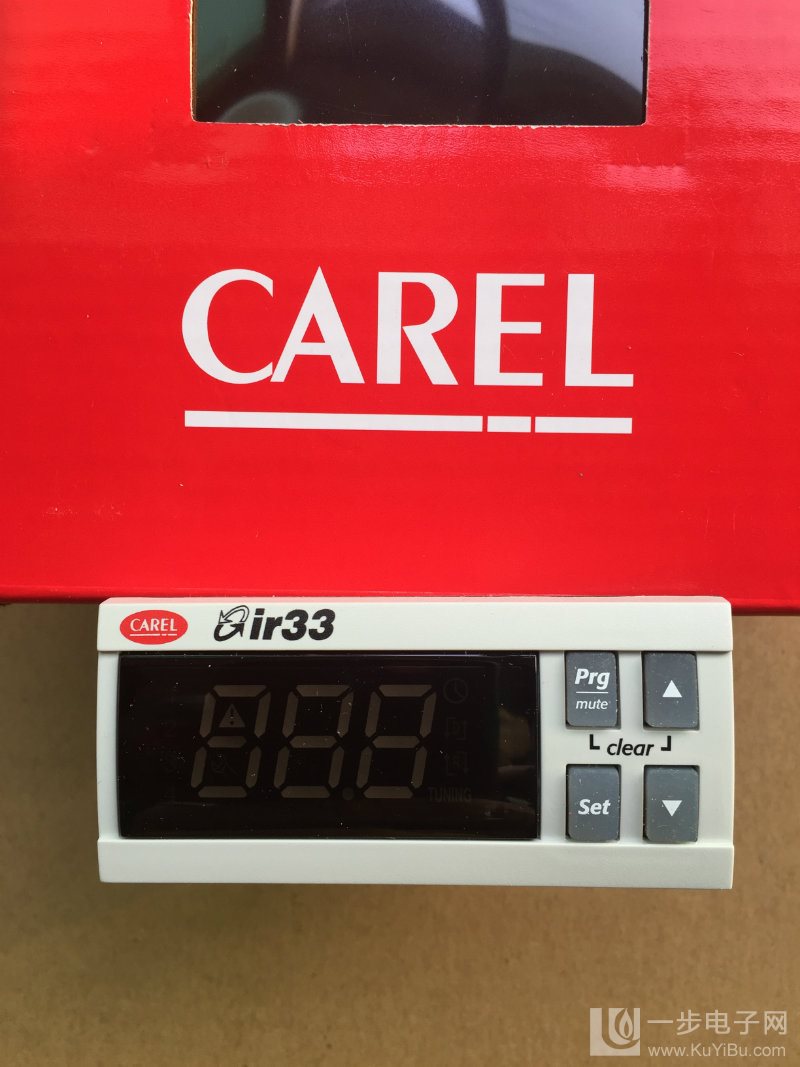 CAREL
CAREL ir33
Prg
mute
▲
clear
Set
▼
TUNING
一步电子网
www.KuYiBu.com